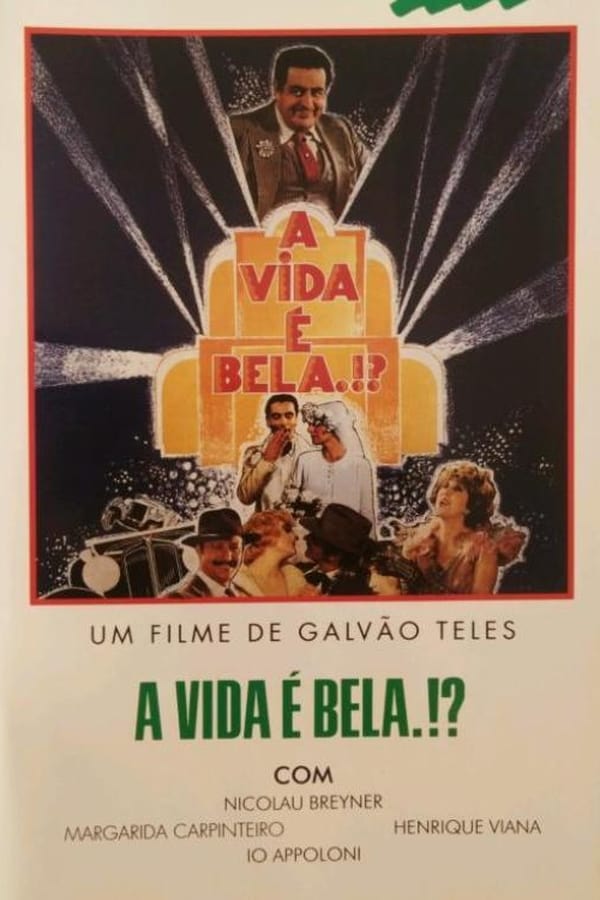 A
ViDA
É
BELA.!?
UM FILME DE GALVÃO TELES
A VIDA É BELA.!?
COM
NICOLAU BREYNER
MARGARIDA CARPINTEIRO HENRIQUE VIANA
IO APPOLONI